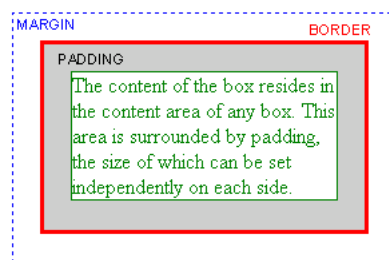 MARGIN
BORDER
PADDING
The content of the box resides in
the content area of any box. This
area is surrounded by padding,
the size of which can be set
independently on each side.